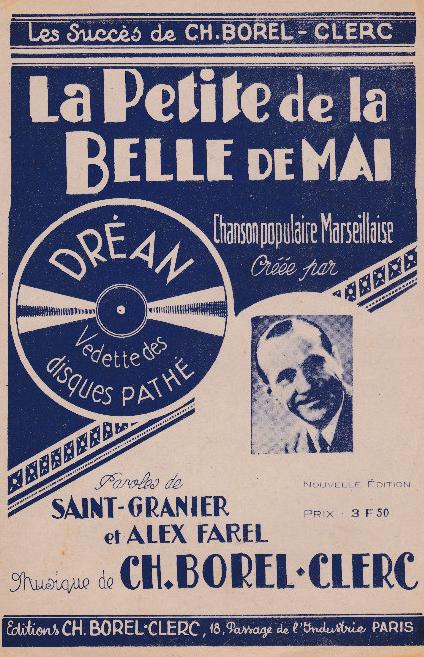 Les Succès de CH. BOREL - CLERC
La Petite de la
BELLE DE MAI
Chanson populaire Marseillaise
Créée par
DRÉAN
Vedette des
disques PATHÉ
Paroles de
SAINT-GRANIER
et ALEX FAREL
NOUVELLE ÉDITION
PRIX : 3 F 50
Musique de CH. BOREL-CLERC
Editions CH. BOREL-CLERC, 18, Passage de l'Industrie PARIS